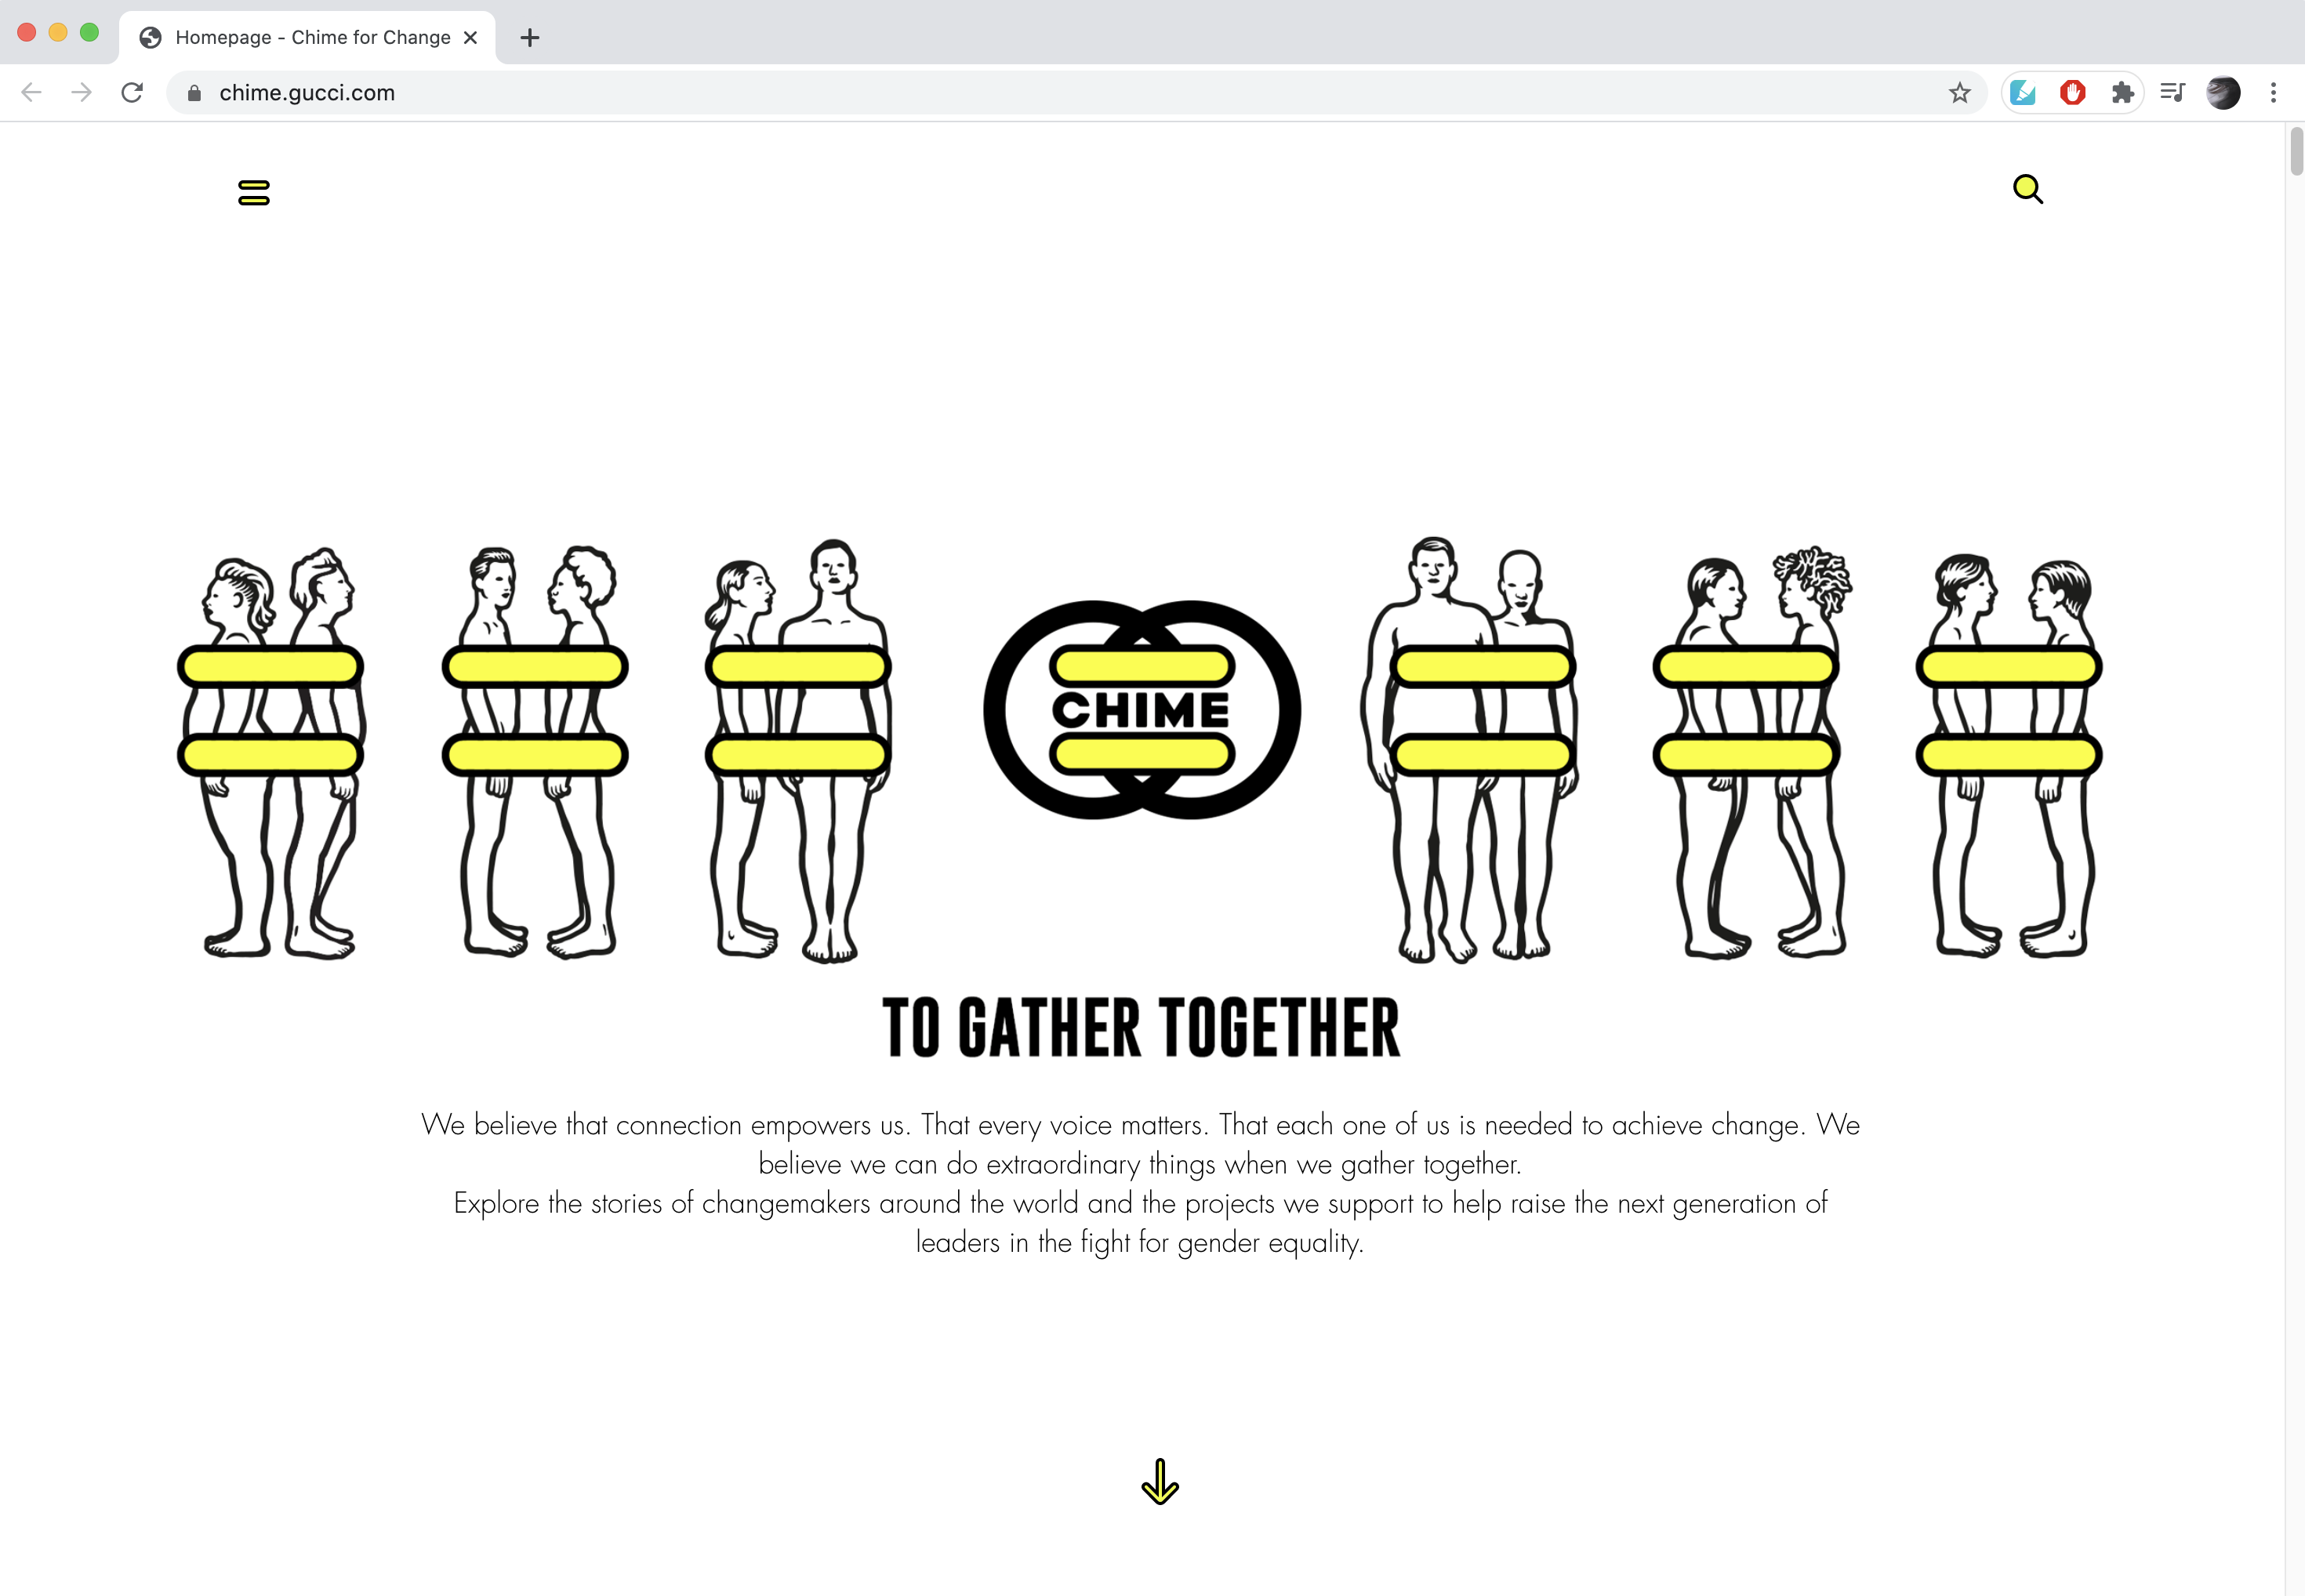 Homepage - Chime for Change
chime.gucci.com
CHIME
TO GATHER TOGETHER
We believe that connection empowers us. That every voice matters. That each one of us is needed to achieve change. We
believe we can do extraordinary things when we gather together.
Explore the stories of changemakers around the world and the projects we support to help raise the next generation of
leaders in the fight for gender equality.